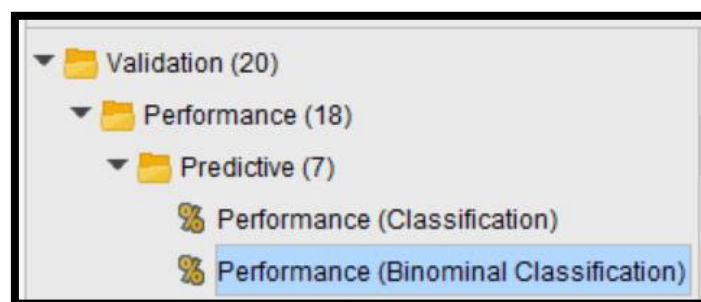 Validation (20)
Performance (18)
Predictive (7)
Performance (Classification)
Performance (Binominal Classification)